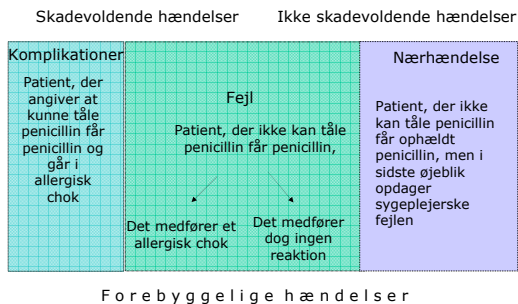 Skadevoldende hændelser
Ikke skadevoldende hændelser
Komplikationer
Patient, der
angiver at
kunne tåle
penicillin får
penicillin og
går i
allergisk
chok
Fejl
Patient, der ikke kan tåle
penicillin får penicillin,
Det medfører et
allergisk chok
Det medfører
dog ingen
reaktion
Nærhændelse
Patient, der ikke
kan tåle penicillin
får ophældt
penicillin, men i
sidste øjeblik
opdager
sygeplejerske
fejlen
Forebyggelige hændelser